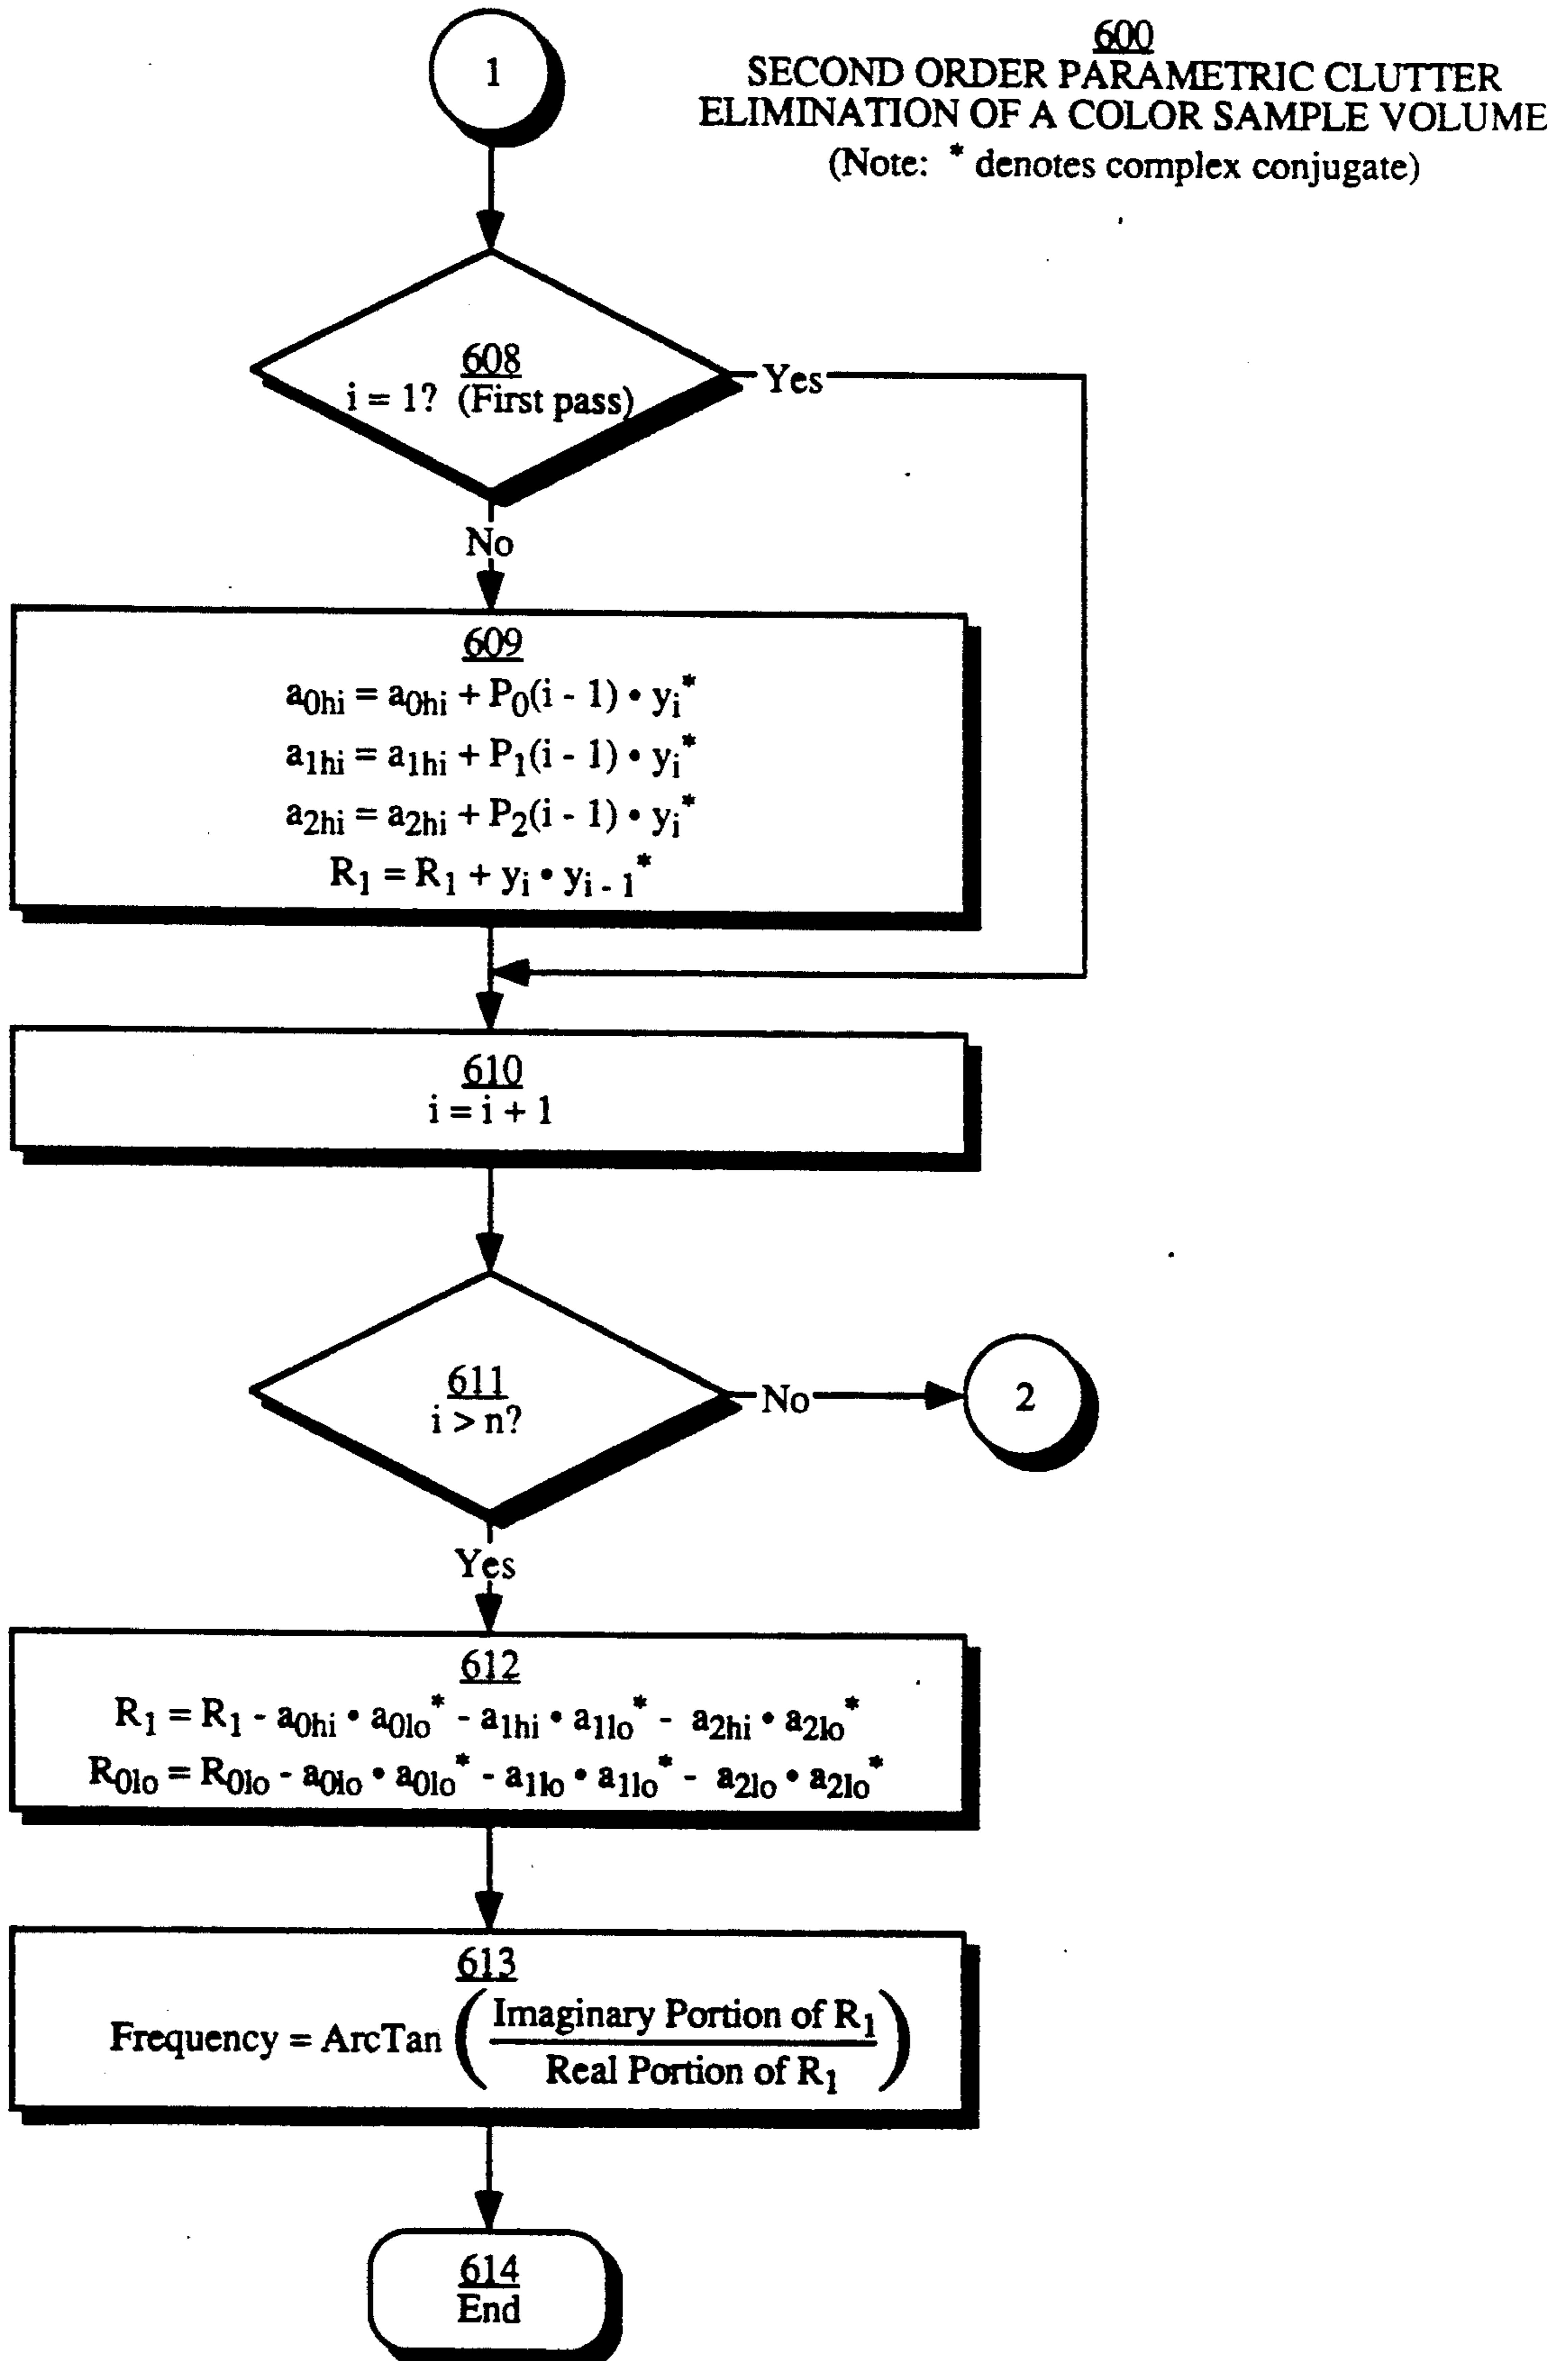 1
600
SECOND ORDER PARAMETRIC CLUTTER
ELIMINATION OF A COLOR SAMPLE VOLUME
(Note: * denotes complex conjugate)
608
i = 1? (First pass)
Yes
No
609
a0hi = a0hi + P0(i - 1) • yi*
a1hi = a1hi + P1(i - 1) • yi*
a2hi = a2hi + P2(i - 1) • yi*
R1 = R1 + yi • yi - 1*
610
i = i + 1
611
i > n?
No
2
Yes
612
R1 = R1 - a0hi • a0lo* - a1hi • a1lo* - a2hi • a2lo*
R0lo = R0lo - a0lo • a0lo* - a1lo • a1lo* - a2lo • a2lo*
613
Frequency = ArcTan ( Imaginary Portion of R1
Real Portion of R1 )
614
End